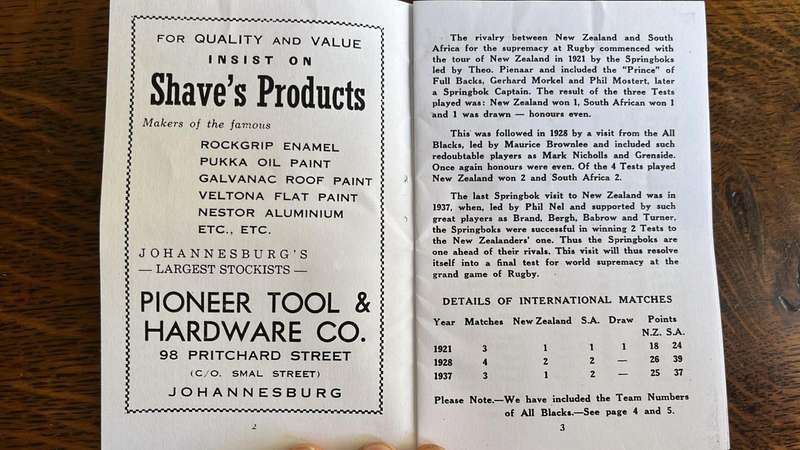 FOR QUALITY AND VALUE
INSIST ON
Shave's Products
Makers of the famous
ROCKGRIP ENAMEL
PUKKA OIL PAINT
GALVANAC ROOF PAINT
VELTONA FLAT PAINT
NESTOR ALUMINIUM
ETC., ETC.
JOHANNESBURG'S
— LARGEST STOCKISTS —
PIONEER TOOL &
HARDWARE CO.
98 PRITCHARD STREET
(C/O. SMAL STREET)
JOHANNESBURG
2
The rivalry between New Zealand and South
Africa for the supremacy at Rugby commenced with
the tour of New Zealand in 1921 by the Springboks
led by Theo. Pienaar and included the "Prince" of
Full Backs, Gerhard Morkel and Phil Mostert, later
a Springbok Captain. The result of the three Tests
played was: New Zealand won 1, South African won 1
and 1 was drawn — honours even.
This was followed in 1928 by a visit from the All
Blacks, led by Maurice Brownlee and included such
redoubtable players as Mark Nicholls and Grenside.
Once again honours were even. Of the 4 Tests played
New Zealand won 2 and South Africa 2.
The last Springbok visit to New Zealand was in
1937, when, led by Phil Nel and supported by such
great players as Brand, Bergh, Babrow and Turner,
the Springboks were successful in winning 2 Tests to
the New Zealanders' one. Thus the Springboks are
one ahead of their rivals. This visit will thus resolve
itself into a final test for world supremacy at the
grand game of Rugby.
DETAILS OF INTERNATIONAL MATCHES
Year Matches New Zealand S.A. Draw Points
N.Z. S.A.
1921 3 1 1 1 18 24
1928 4 2 2 — 26 39
1937 3 1 2 — 25 37
Please Note.—We have included the Team Numbers
of All Blacks.—See page 4 and 5.
3